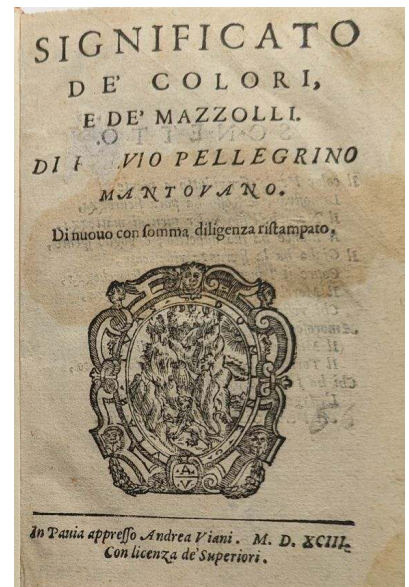 SIGNIFICATO
DE' COLORI,
E DE' MAZZOLLI.
DI VIO PELLEGRINO
MANTOVANO.
Di nuouo con ſomma diligenza riſtampato.
A
V
In Pauia appreſſo Andrea Viani. M. D. XCIII.
Con licenza de' Superiori.